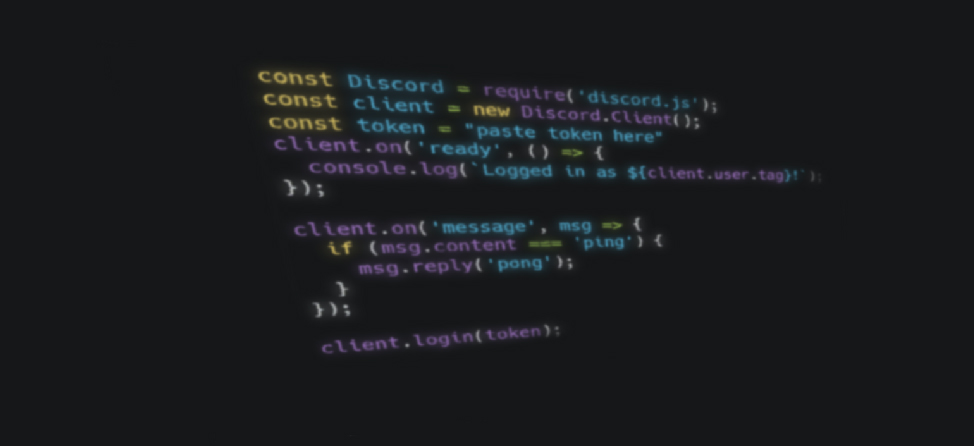 const Discord = require('discord.js');
const client = new Discord.Client();
const token = "paste token here"
client.on('ready', () => {
console.log(`Logged in as ${client.user.tag}!`);
});
client.on('message', msg => {
if (msg.content === 'ping') {
msg.reply('pong');
}
});
client.login(token);